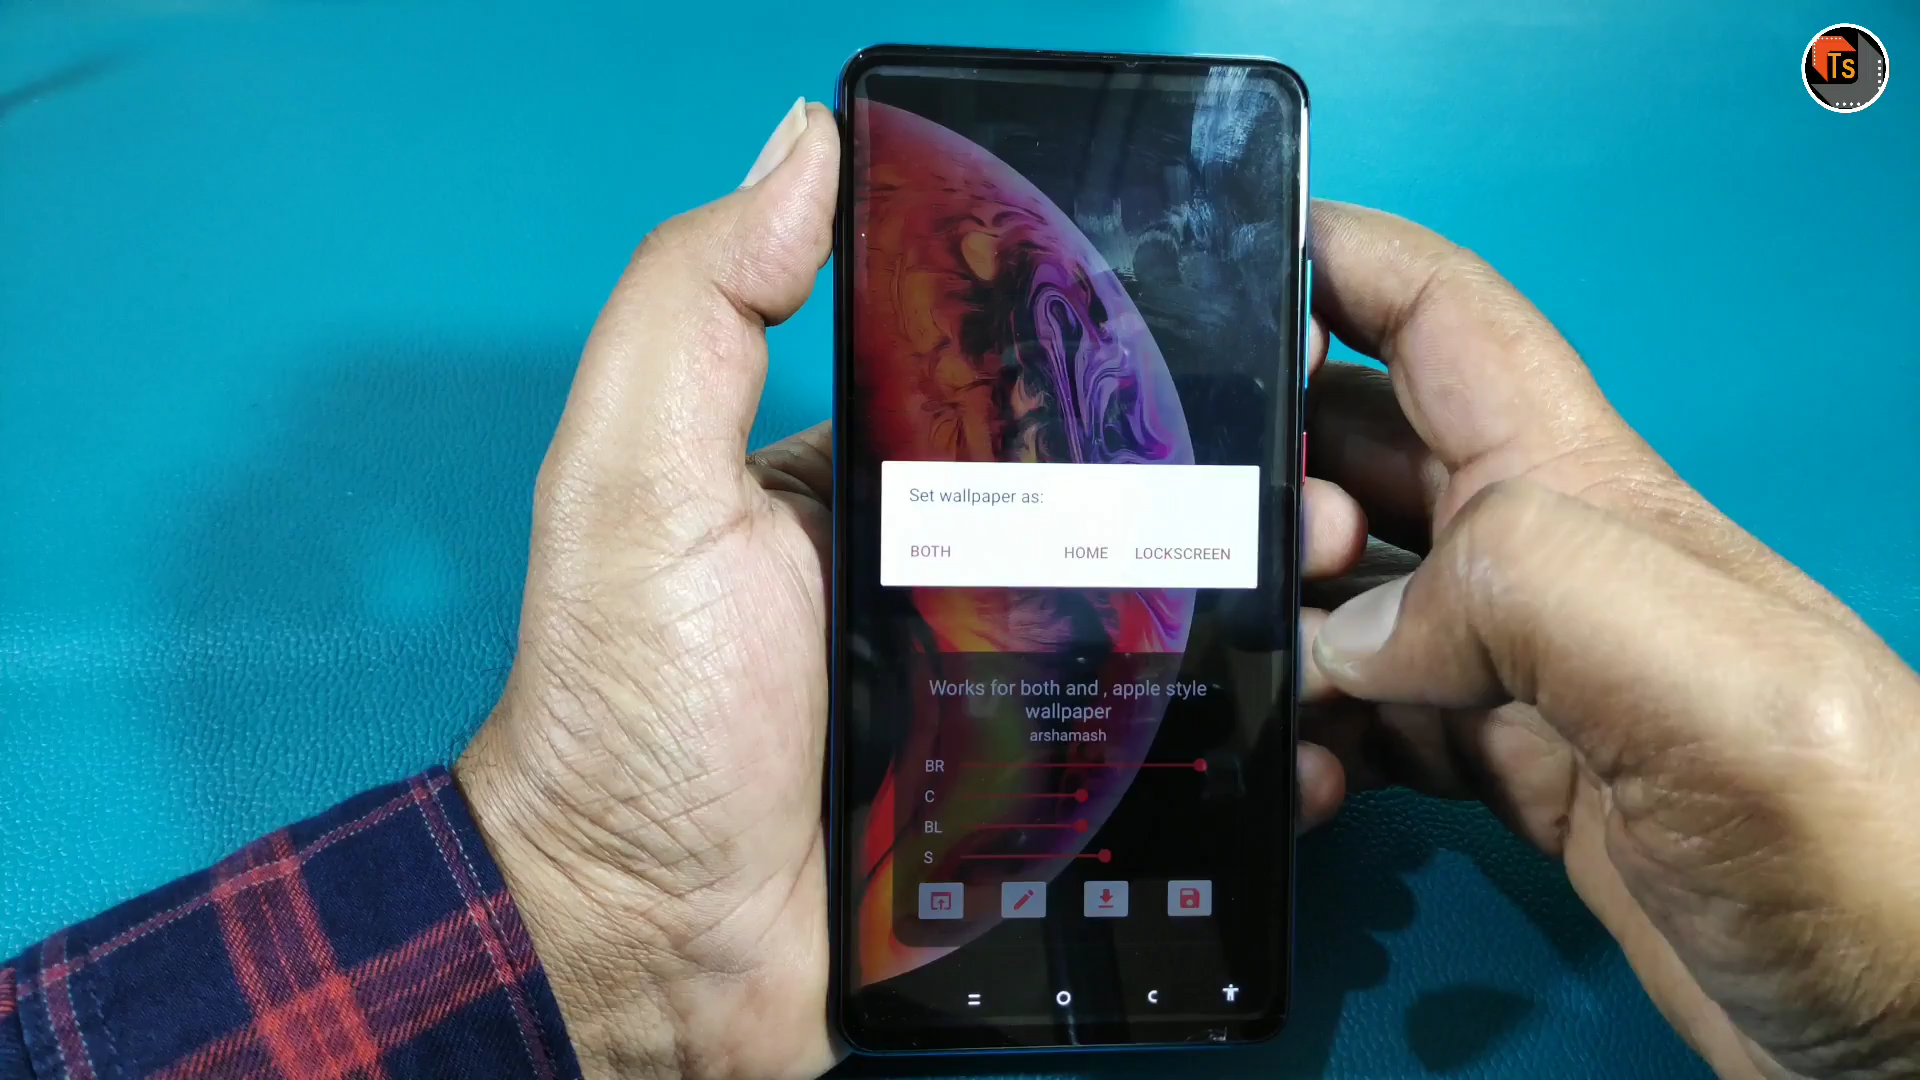 Ts
Set wallpaper as:
BOTH HOME LOCKSCREEN
Works for both and , apple style
wallpaper
arshamash
BR
C
BL
S